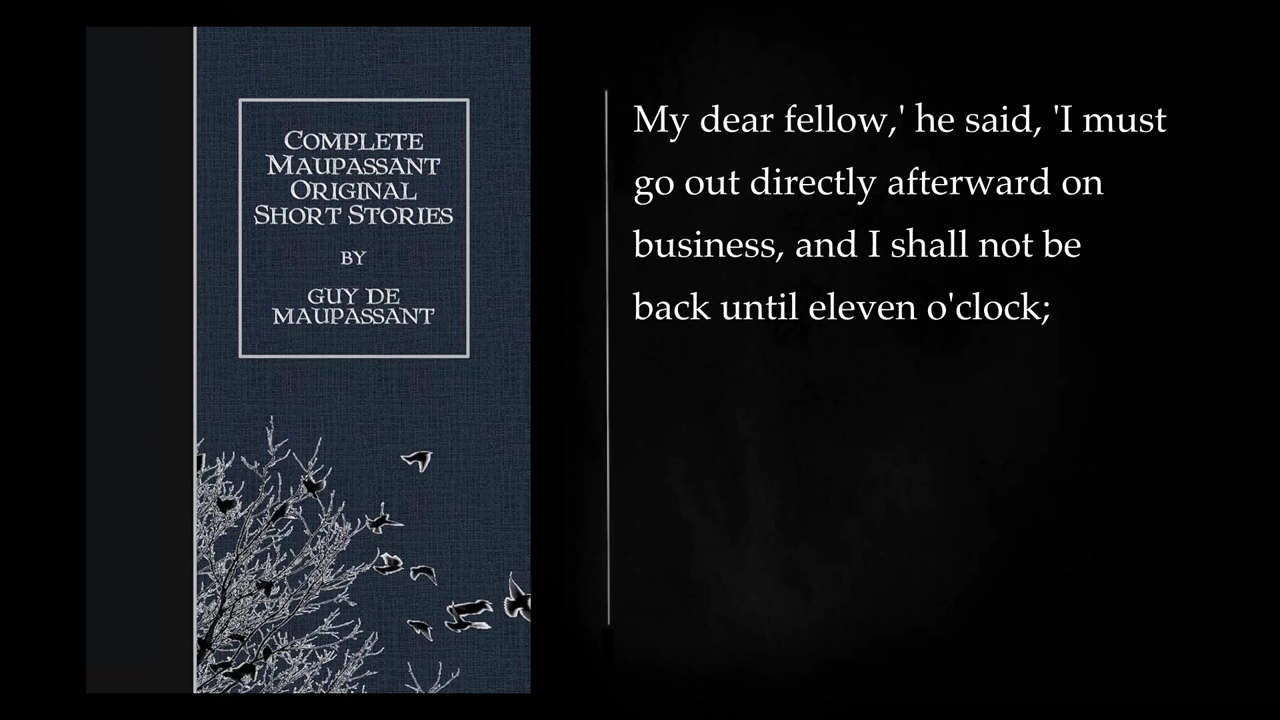 COMPLETE
MAUPASSANT
ORIGINAL
SHORT STORIES
BY
GUY DE
MAUPASSANT
My dear fellow,' he said, 'I must
go out directly afterward on
business, and I shall not be
back until eleven o'clock;